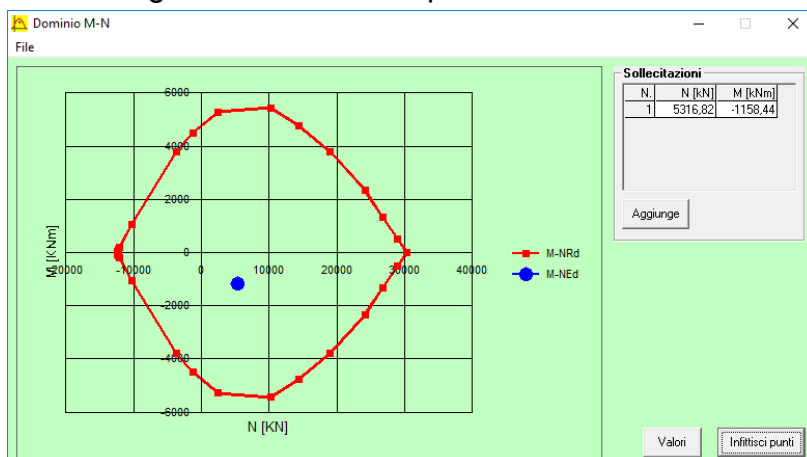 Dominio M-N
File
Sollecitazioni
N. N [kN] M [kNm]
1 5316,82 -1158,44
Aggiunge
6000
4000
2000
0
-2000
-4000
-6000
M [KNm]
-20000 -10000 0 10000 20000 30000 40000
N [KN]
M-NRd
M-NEd
Valori Infittisci punti